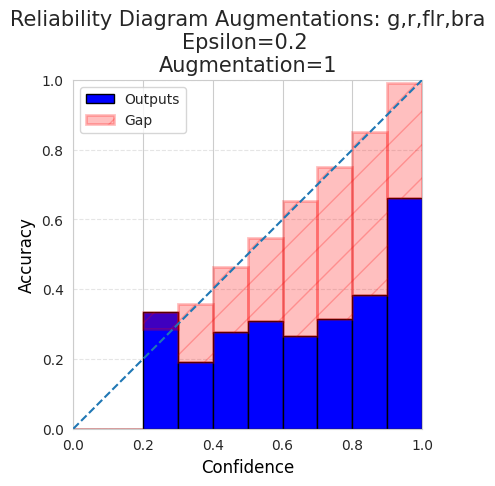 Reliability Diagram Augmentations: g,r,flr,bra
Epsilon=0.2
Augmentation=1
Outputs
Gap
Accuracy
1.0
0.8
0.6
0.4
0.2
0.0
0.0 0.2 0.4 0.6 0.8 1.0
Confidence